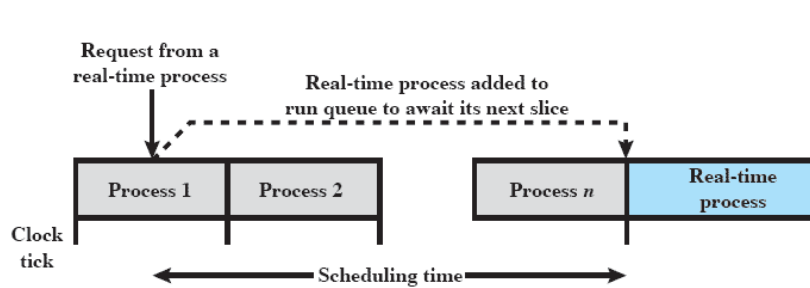 Request from a
real-time process
Real-time process added to
run queue to await its next slice
Process 1
Process 2
Process n
Real-time
process
Clock
tick
Scheduling time